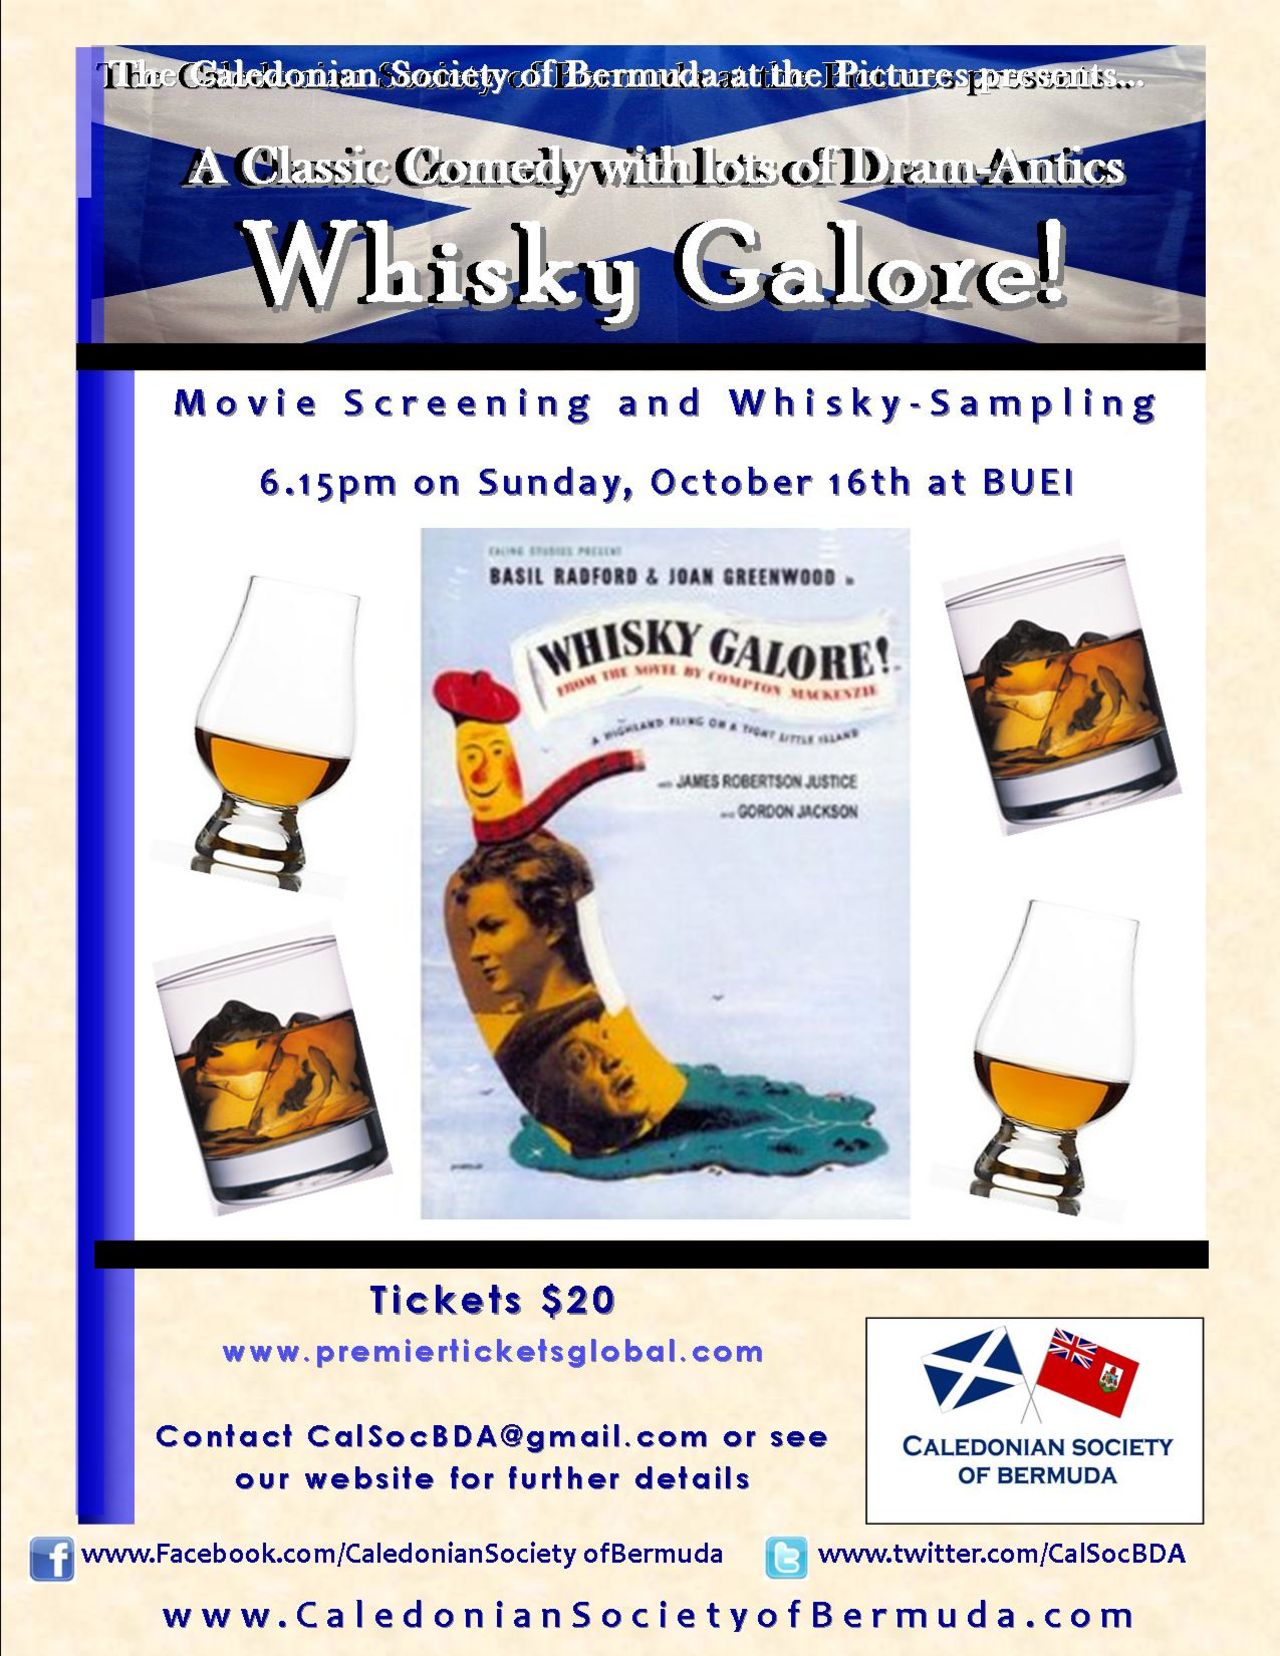 The Caledonian Society of Bermuda at the Pictures presents...
A Classic Comedy with lots of Dram-Antics
Whisky Galore!
Movie Screening and Whisky-Sampling
6.15pm on Sunday, October 16th at BUEI
EALING STUDIOS PRESENT
BASIL RADFORD & JOAN GREENWOOD in
WHISKY GALORE!
FROM THE NOVEL BY COMPTON MACKENZIE
A HIGHLAND FLING ON A TIGHT LITTLE ISLAND
with JAMES ROBERTSON JUSTICE
and GORDON JACKSON
Tickets $20
www.premierticketsglobal.com
Contact CalSocBDA@gmail.com or see
our website for further details
CALEDONIAN SOCIETY
OF BERMUDA
f www.Facebook.com/CaledonianSociety ofBermuda t www.twitter.com/CalSocBDA
www.CaledonianSocietyofBermuda.com